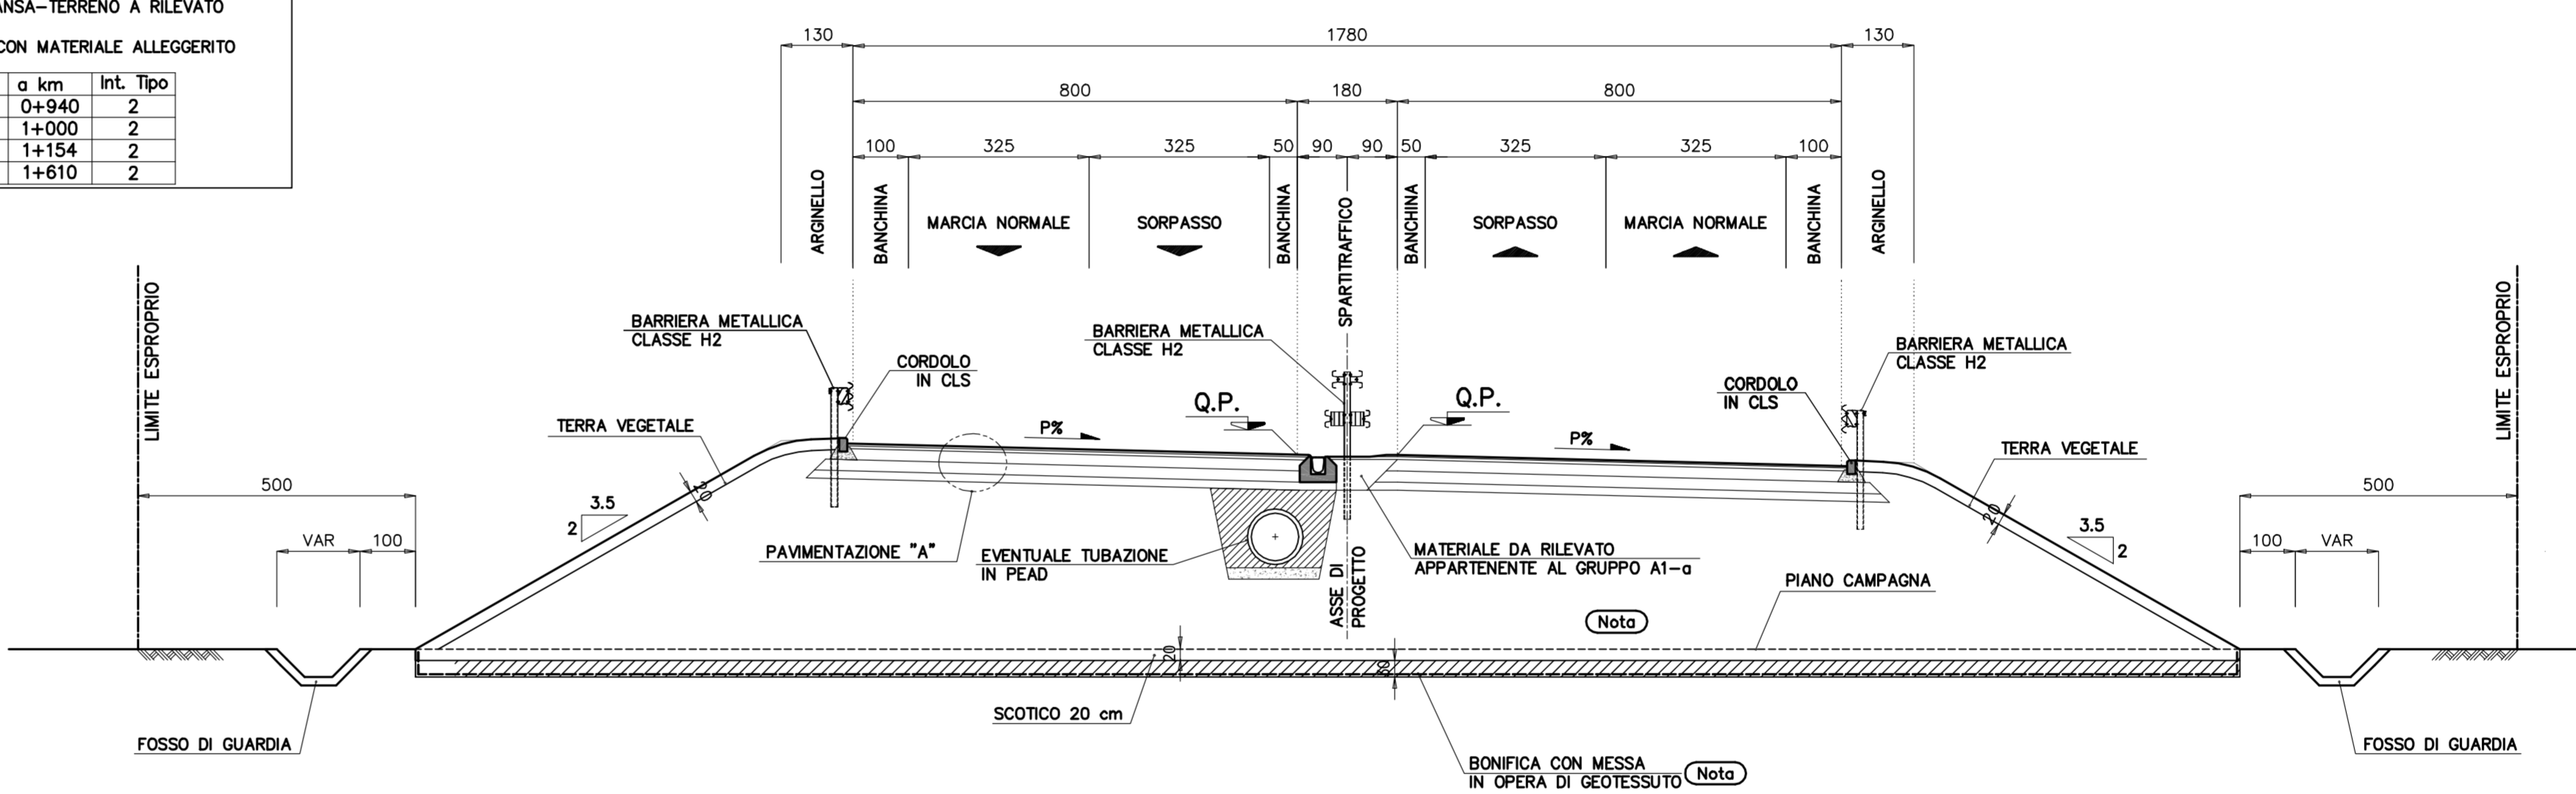 ANSA-TERRENO A RILEVATO
CON MATERIALE ALLEGGERITO
a km Int. Tipo
0+940 2
1+000 2
1+154 2
1+610 2
130 1780 130
800 180 800
100 325 325 50 90 90 50 325 325 100
ARGINELLO
BANCHINA
MARCIA NORMALE
SORPASSO
BANCHINA
SPARTITRAFFICO
BANCHINA
SORPASSO
MARCIA NORMALE
BANCHINA
ARGINELLO
LIMITE ESPROPRIO
LIMITE ESPROPRIO
BARRIERA METALLICA
CLASSE H2
BARRIERA METALLICA
CLASSE H2
BARRIERA METALLICA
CLASSE H2
CORDOLO
IN CLS
CORDOLO
IN CLS
Q.P.
Q.P.
TERRA VEGETALE
P%
P%
TERRA VEGETALE
500
500
20
3.5
2
3.5
2
VAR 100
100 VAR
PAVIMENTAZIONE "A"
EVENTUALE TUBAZIONE
IN PEAD
ASSE DI
PROGETTO
MATERIALE DA RILEVATO
APPARTENENTE AL GRUPPO A1-a
PIANO CAMPAGNA
Nota
20
SCOTICO 20 cm
FOSSO DI GUARDIA
FOSSO DI GUARDIA
BONIFICA CON MESSA
IN OPERA DI GEOTESSUTO
Nota